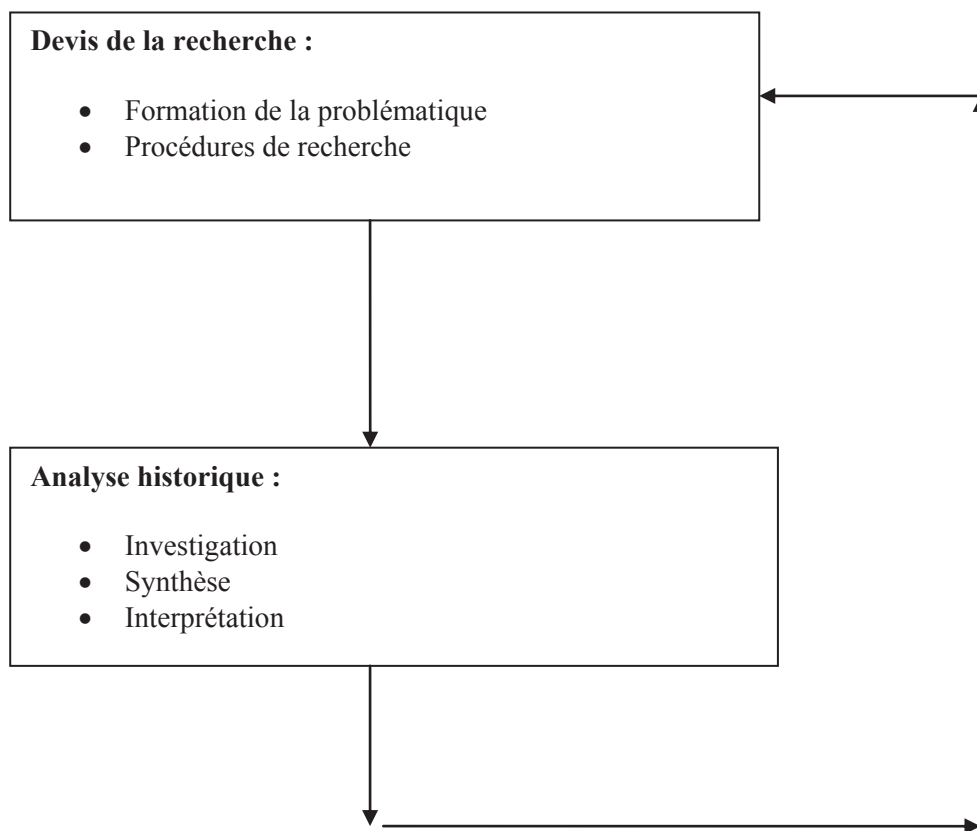 Devis de la recherche :
• Formation de la problématique
• Procédures de recherche
Analyse historique :
• Investigation
• Synthèse
• Interprétation